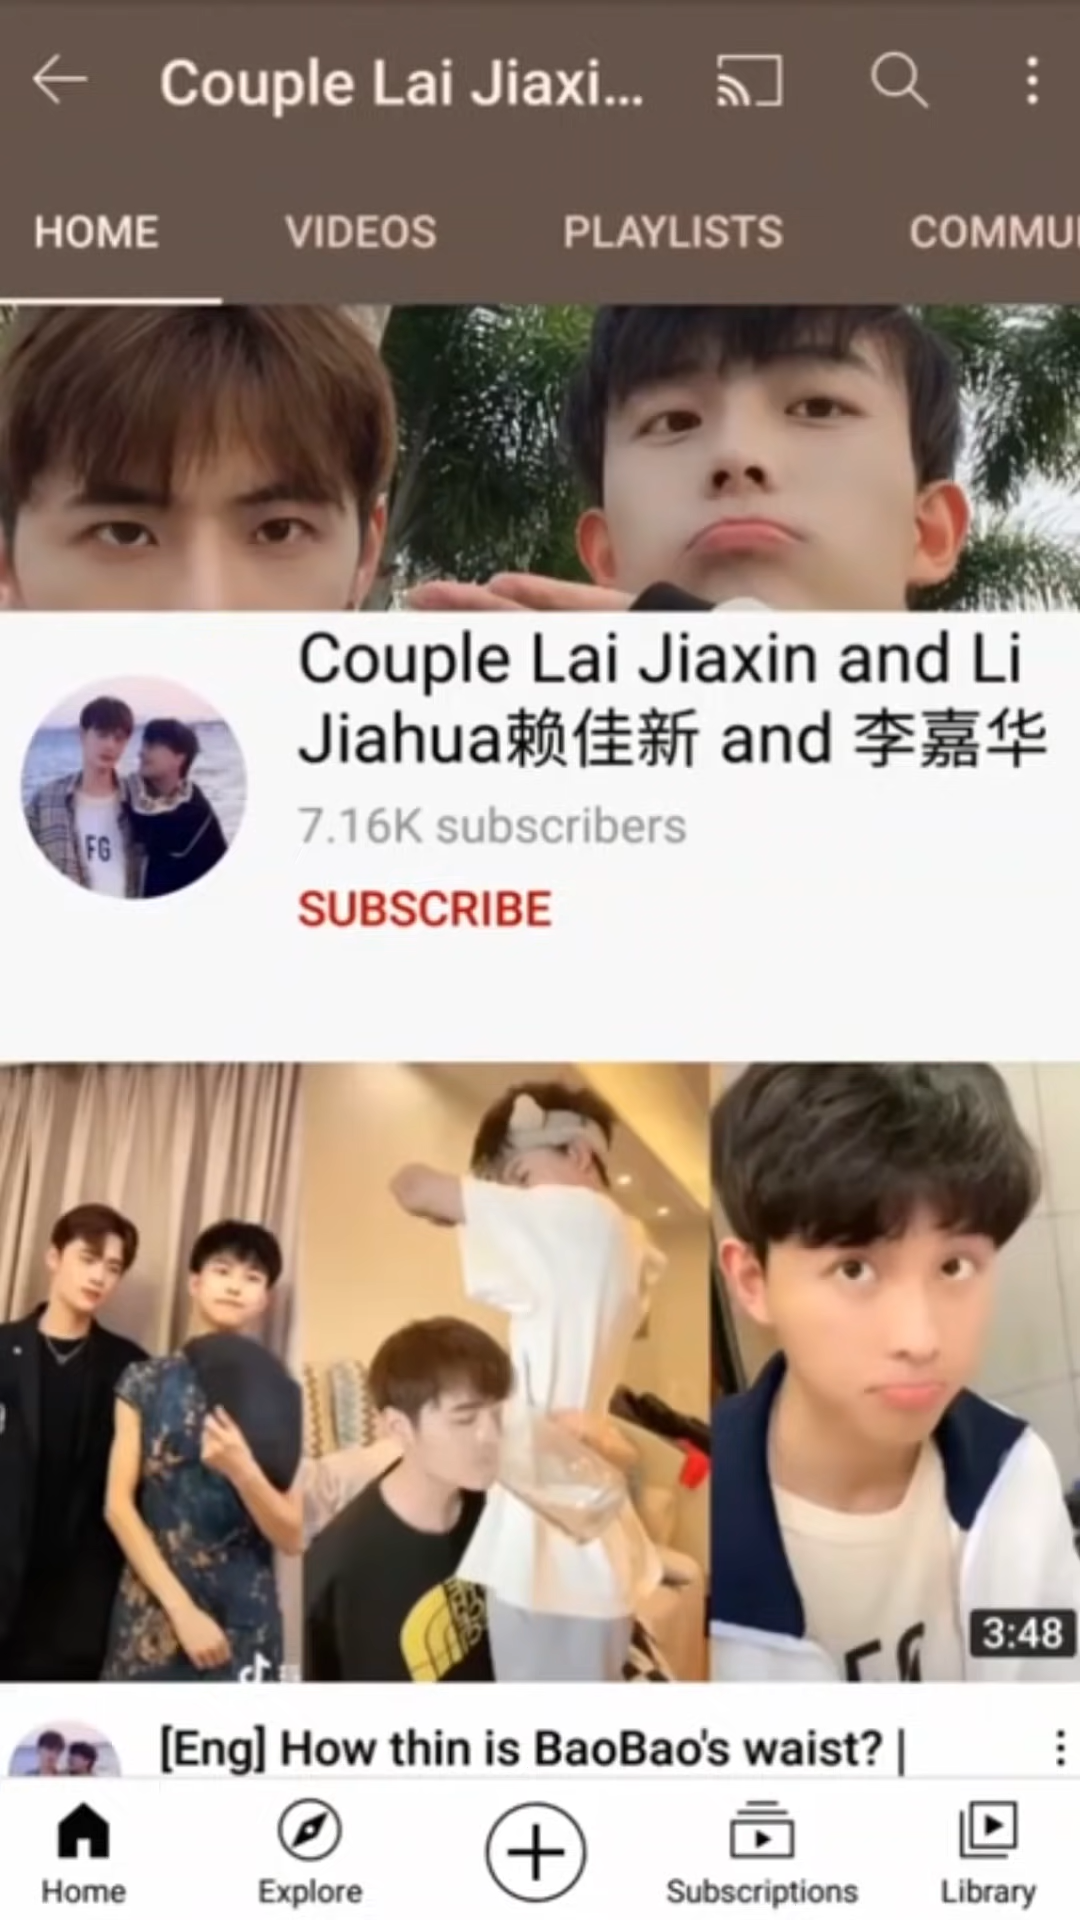 Couple Lai Jiaxi...
HOME VIDEOS PLAYLISTS COMMU
Couple Lai Jiaxin and Li
Jiahua赖佳新 and 李嘉华
FG
7.16K subscribers
SUBSCRIBE
3:48
[Eng] How thin is BaoBao's waist? |
Home Explore Subscriptions Library